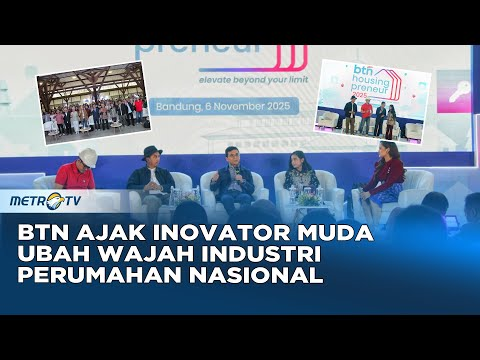 preneur
elevate beyond your limit
Bandung, 6 November 2025
btn
housing
preneur
2025
METRO TV
BTN AJAK INOVATOR MUDA
UBAH WAJAH INDUSTRI
PERUMAHAN NASIONAL